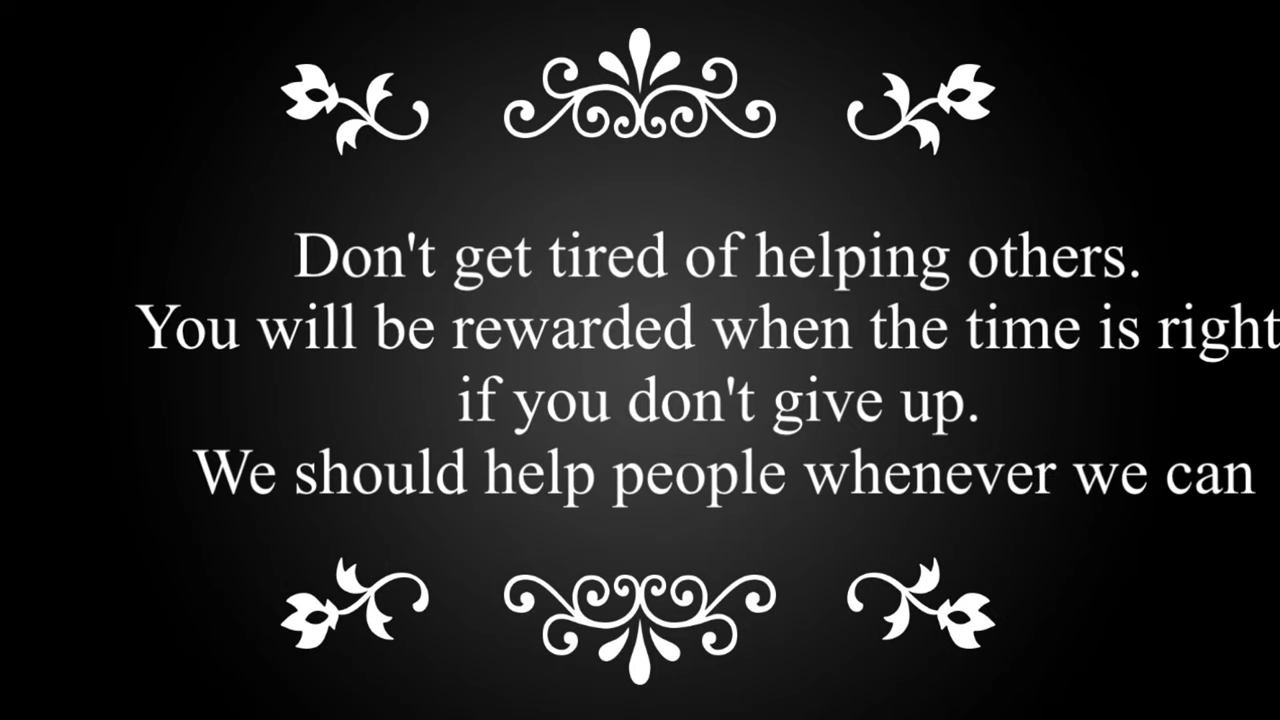 Don't get tired of helping others.
You will be rewarded when the time is right
if you don't give up.
We should help people whenever we can